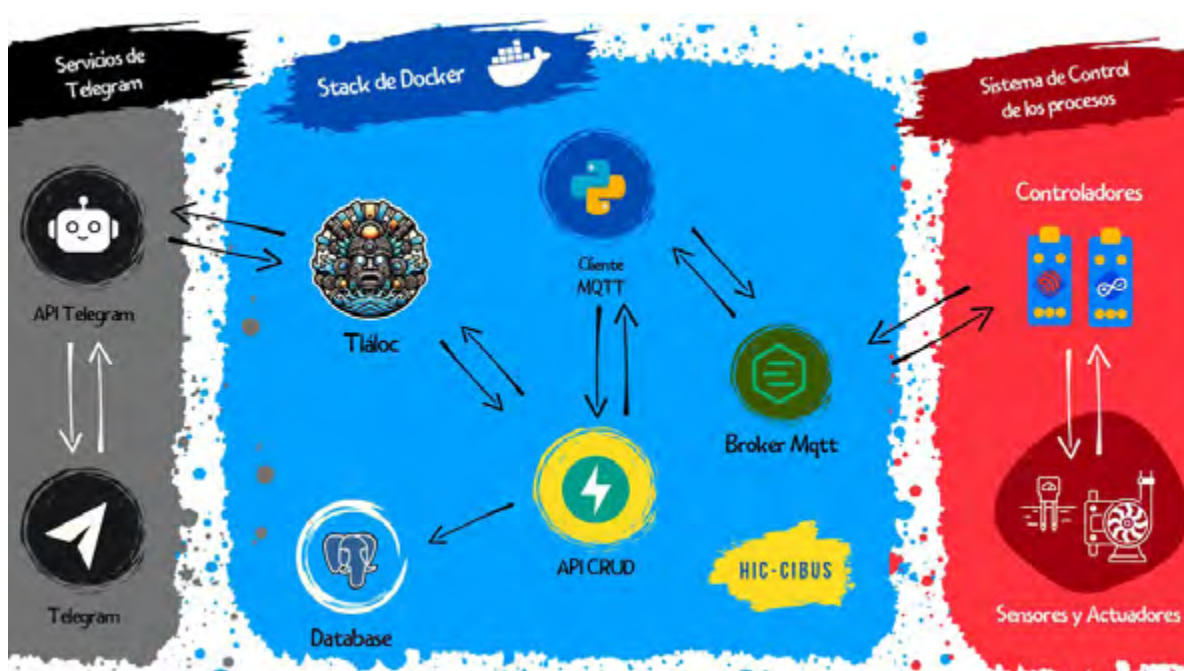 Servicios de
Telegram
Stack de Docker
Sistema de Control
de los procesos
API Telegram
Telegram
Tláloc
Cliente
MQTT
Broker Mqtt
API CRUD
Database
HIC-CIBUS
Controladores
Sensores y Actuadores